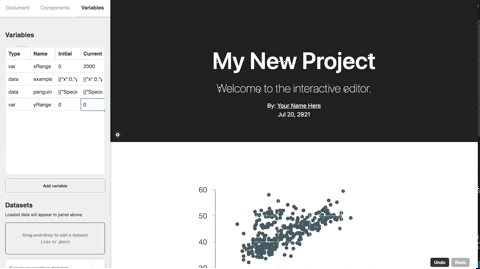 Document Components Variables
Variables
Type Name Initial Current
var xRange 0 2000
data example [{"x":0,"y [{"x":0,"y
data penguin [{"Speci [{"Speci
var yRange 0 0
Add variable
Datasets
Loaded data will appear in panel above.
Drag-and-drop to add a dataset
(.csv or .json)
My New Project
Welcome to the interactive editor.
By: Your Name Here
Jul 20, 2021
60
50
40
30
Undo Redo